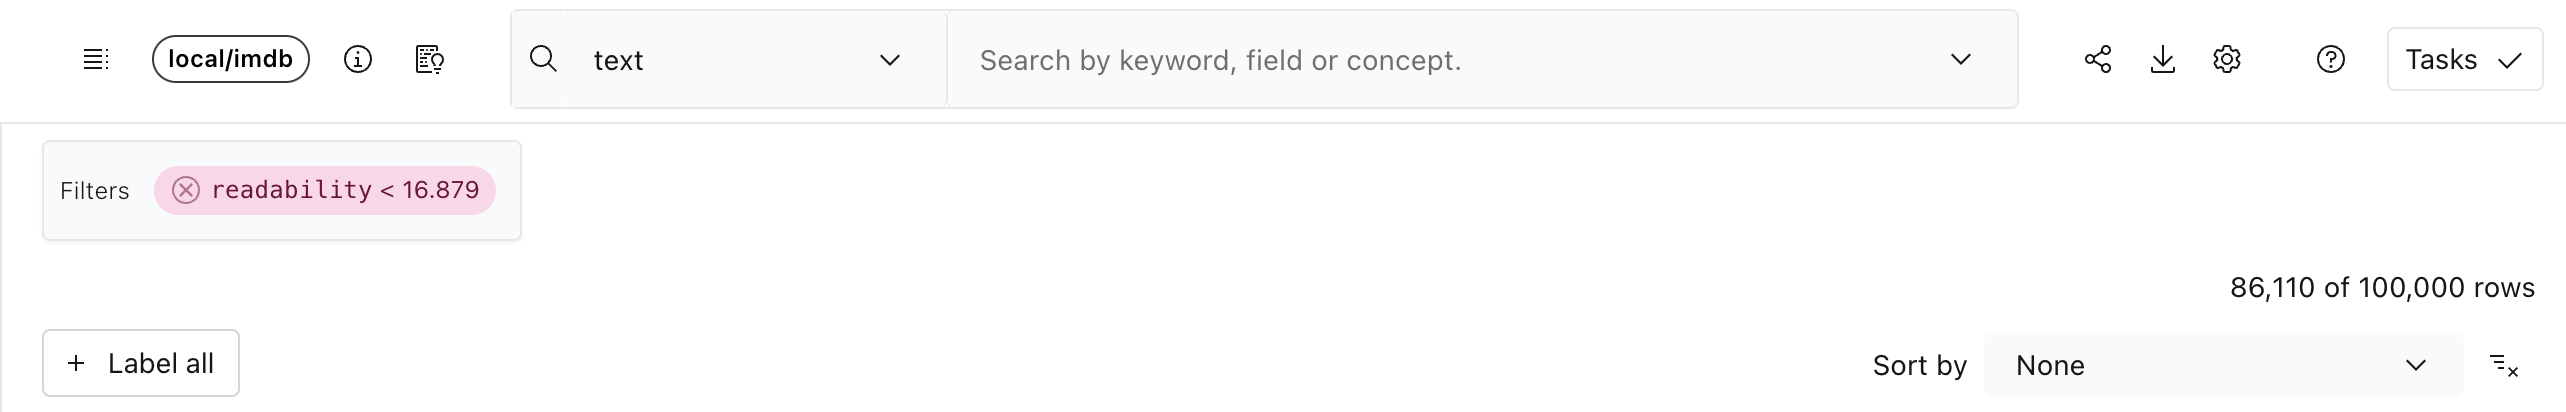 local/imdb
text
Search by keyword, field or concept.
Tasks
Filters
readability < 16.879
86,110 of 100,000 rows
+ Label all
Sort by
None